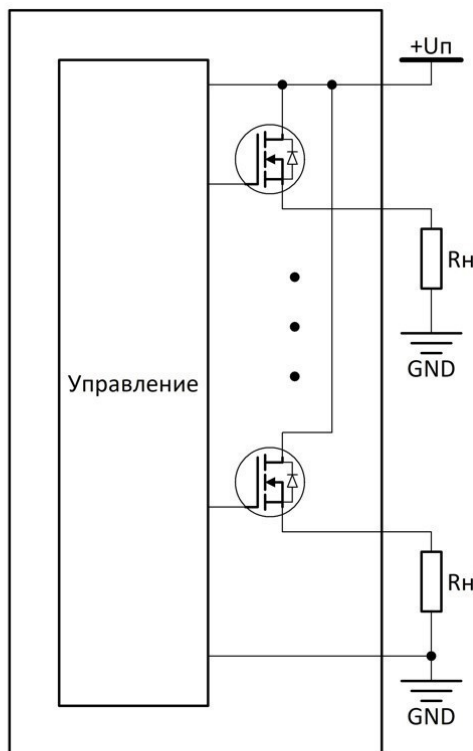 +Uп
Rн
GND
Управление
Rн
GND